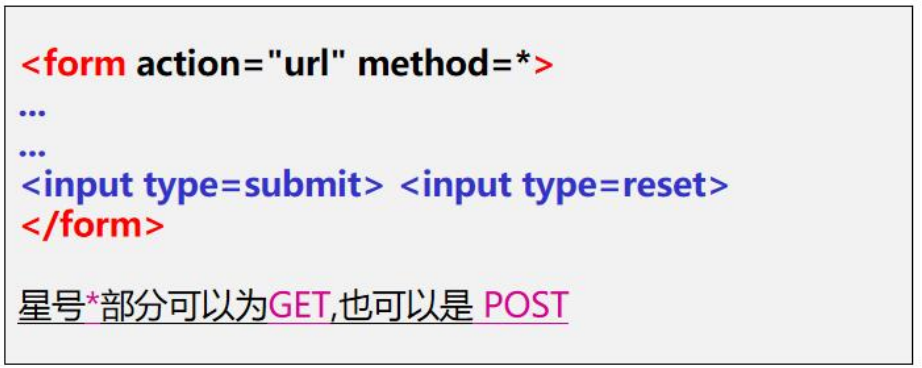 <form action="url" method=*>
...
...
<input type=submit> <input type=reset>
</form>
星号*部分可以为GET,也可以是 POST